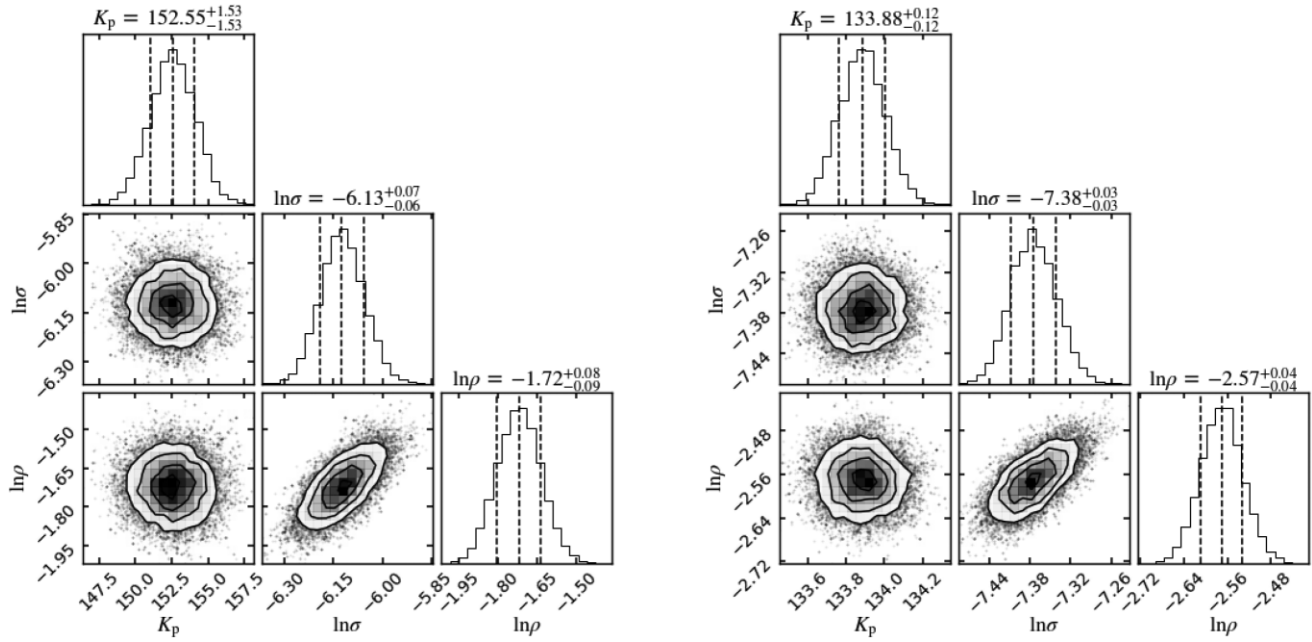 K_p = 152.55^{+1.53}_{-1.53}
lnσ = −6.13^{+0.07}_{-0.06}
lnρ = −1.72^{+0.08}_{-0.09}
lnσ
−5.85
−6.00
−6.15
−6.30
lnρ
−1.50
−1.65
−1.80
−1.95
147.5
150.0
152.5
155.0
157.5
K_p
−6.30
−6.15
−6.00
−5.85
lnσ
−1.95
−1.80
−1.65
−1.50
lnρ
K_p = 133.88^{+0.12}_{-0.12}
lnσ = −7.38^{+0.03}_{-0.03}
lnρ = −2.57^{+0.04}_{-0.04}
lnσ
−7.26
−7.32
−7.38
−7.44
lnρ
−2.48
−2.56
−2.64
−2.72
133.6
133.8
134.0
134.2
K_p
−7.44
−7.38
−7.32
−7.26
lnσ
−2.72
−2.64
−2.56
−2.48
lnρ